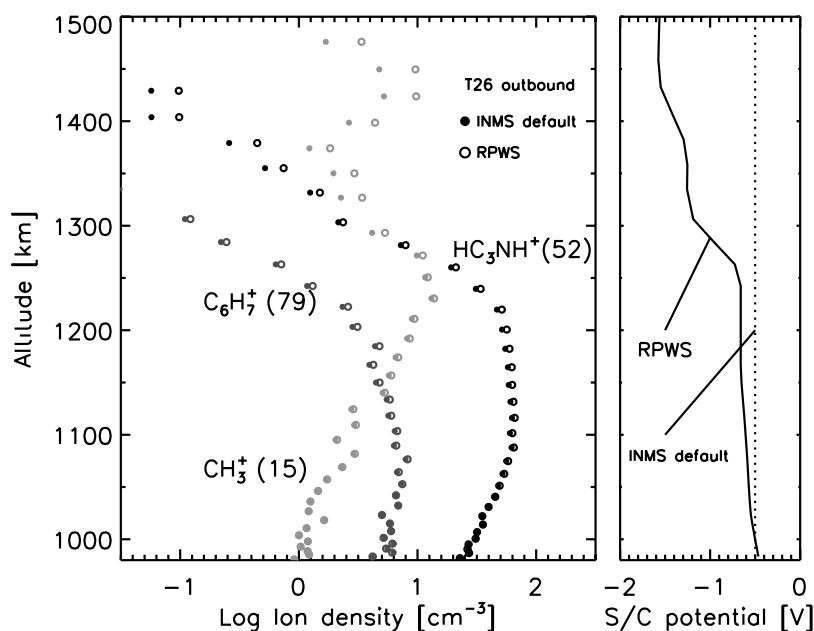 1500
1400
1300
1200
1100
1000
Altitude [km]
T26 outbound
INMS default
RPWS
HC₃NH⁺(52)
C₆H₇⁺(79)
CH₃⁺(15)
−1 0 1 2
Log Ion density [cm⁻³]
RPWS
INMS default
−2 −1 0
S/C potential [V]